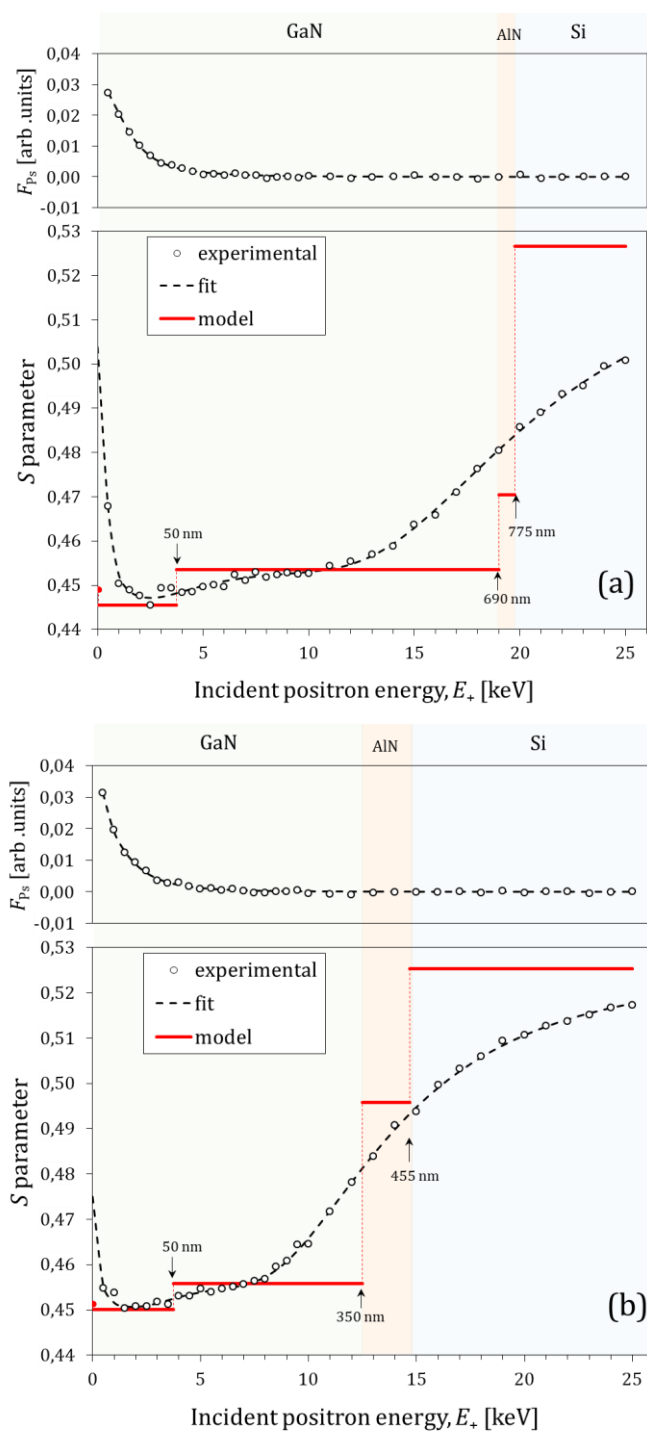 GaN AlN Si
0,04
0,03
0,02
0,01
0,00
-0,01
F_Ps [arb .units]
0,53
0,52
0,51
0,50
0,49
0,48
0,47
0,46
0,45
0,44
S parameter
experimental
fit
model
50 nm
690 nm
775 nm
(a)
0 5 10 15 20 25
Incident positron energy, E₊ [keV]
GaN AlN Si
0,04
0,03
0,02
0,01
0,00
-0,01
F_Ps [arb .units]
0,53
0,52
0,51
0,50
0,49
0,48
0,47
0,46
0,45
0,44
S parameter
experimental
fit
model
50 nm
350 nm
455 nm
(b)
0 5 10 15 20 25
Incident positron energy, E₊ [keV]